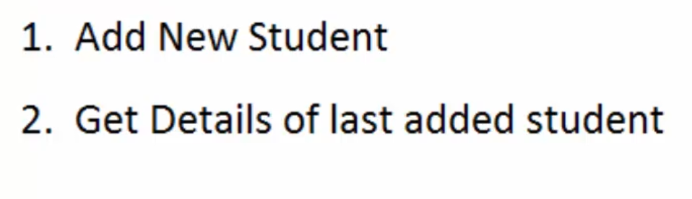 1. Add New Student
2. Get Details of last added student